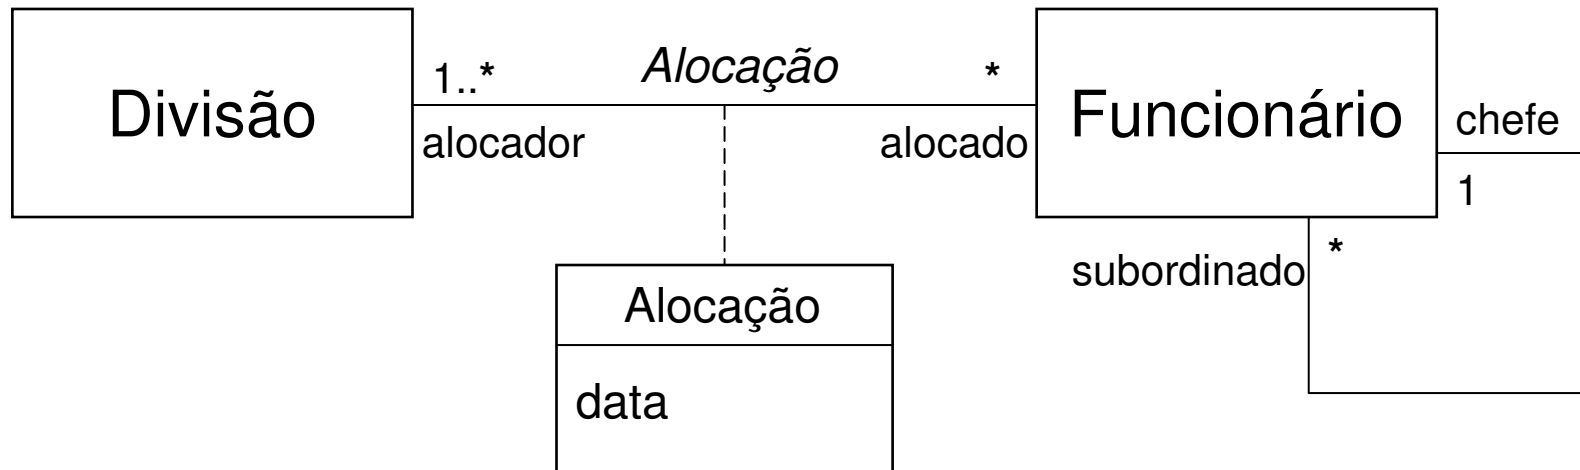 Divisão
1..*
alocador
Alocação
*
alocado
Funcionário
chefe
1
subordinado
*
Alocação
data